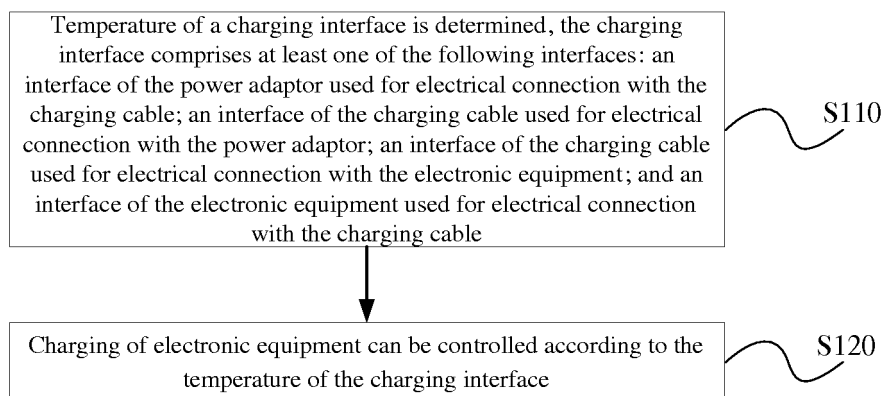 Temperature of a charging interface is determined, the charging
interface comprises at least one of the following interfaces: an
interface of the power adaptor used for electrical connection with the
charging cable; an interface of the charging cable used for electrical
connection with the power adaptor; an interface of the charging cable
used for electrical connection with the electronic equipment; and an
interface of the electronic equipment used for electrical connection
with the charging cable
S110
Charging of electronic equipment can be controlled according to the
temperature of the charging interface
S120